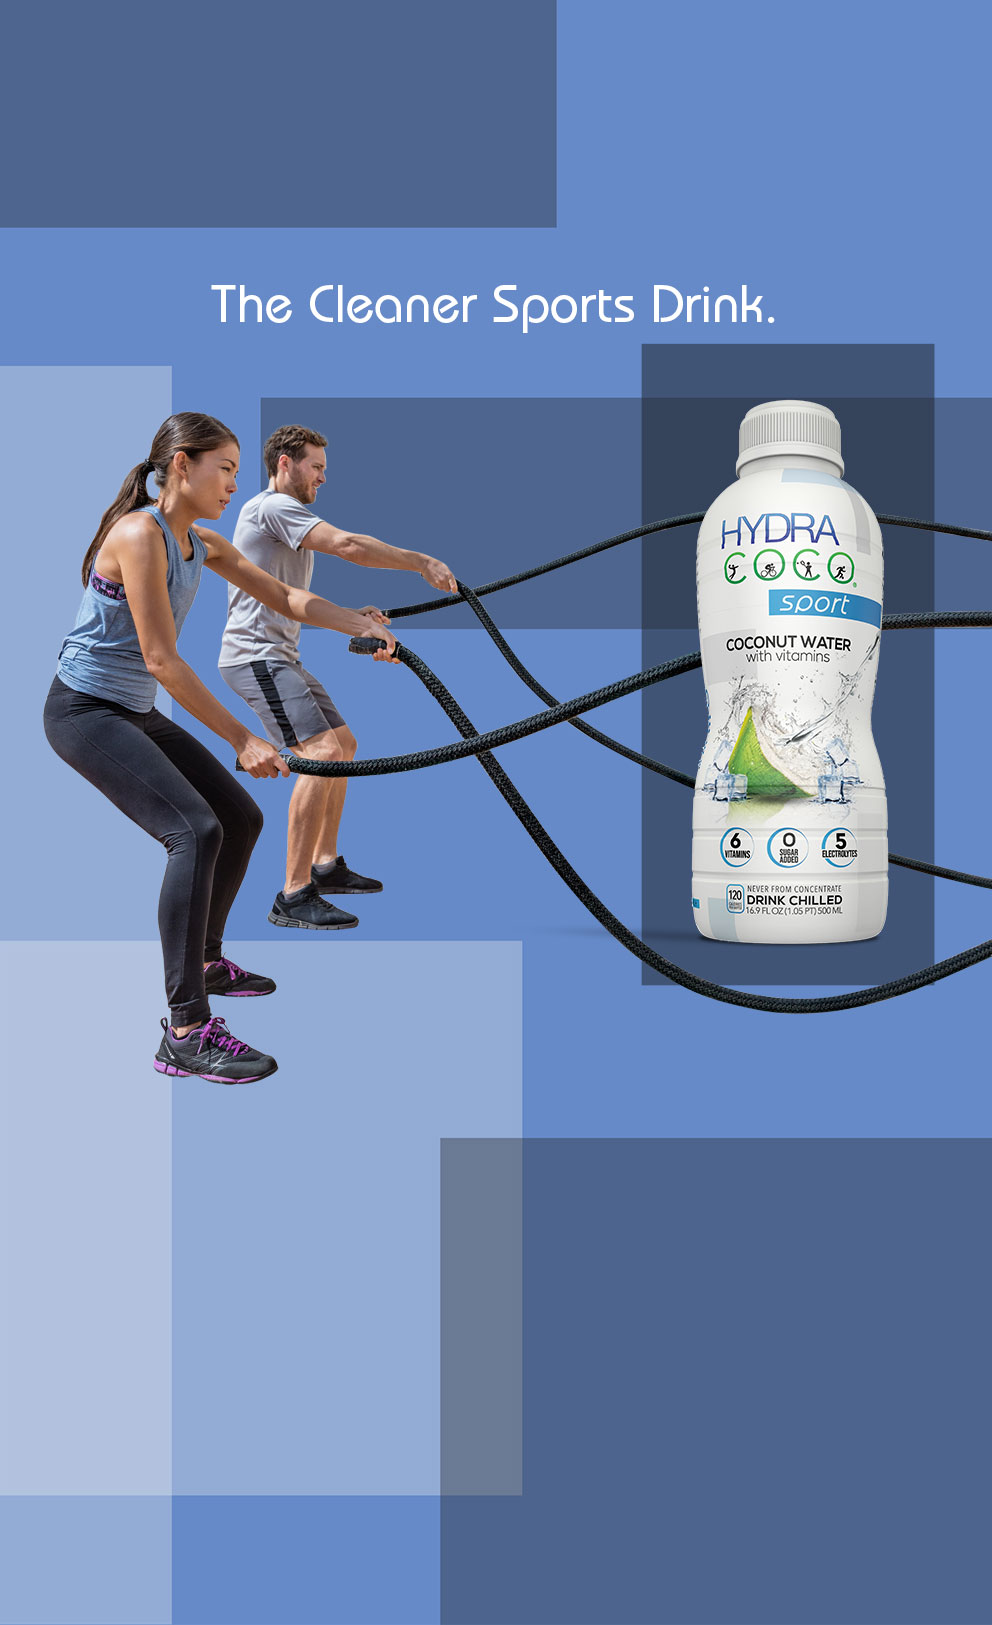 The Cleaner Sports Drink.
HYDRA
COCO®
sport
COCONUT WATER
with vitamins
6 VITAMINS
0 SUGAR ADDED
5 ELECTROLYTES
120
NEVER FROM CONCENTRATE
DRINK CHILLED
16.9 FL OZ (1.05 PT) 500 ML